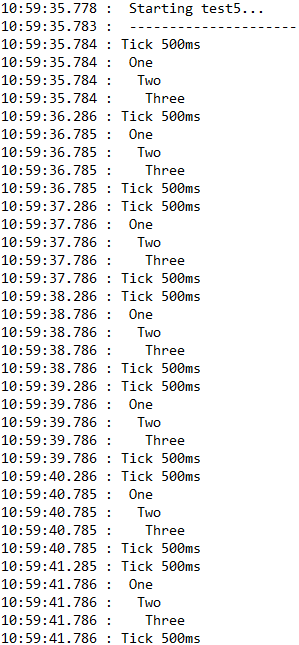 10:59:35.778 :  Starting test5...
10:59:35.783 :  ---------------------
10:59:35.784 : Tick 500ms
10:59:35.784 :  One
10:59:35.784 :   Two
10:59:35.784 :    Three
10:59:36.286 : Tick 500ms
10:59:36.785 :  One
10:59:36.785 :   Two
10:59:36.785 :    Three
10:59:36.785 : Tick 500ms
10:59:37.286 : Tick 500ms
10:59:37.786 :  One
10:59:37.786 :   Two
10:59:37.786 :    Three
10:59:37.786 : Tick 500ms
10:59:38.286 : Tick 500ms
10:59:38.786 :  One
10:59:38.786 :   Two
10:59:38.786 :    Three
10:59:38.786 : Tick 500ms
10:59:39.286 : Tick 500ms
10:59:39.786 :  One
10:59:39.786 :   Two
10:59:39.786 :    Three
10:59:39.786 : Tick 500ms
10:59:40.286 : Tick 500ms
10:59:40.785 :  One
10:59:40.785 :   Two
10:59:40.785 :    Three
10:59:40.785 : Tick 500ms
10:59:41.285 : Tick 500ms
10:59:41.786 :  One
10:59:41.786 :   Two
10:59:41.786 :    Three
10:59:41.786 : Tick 500ms